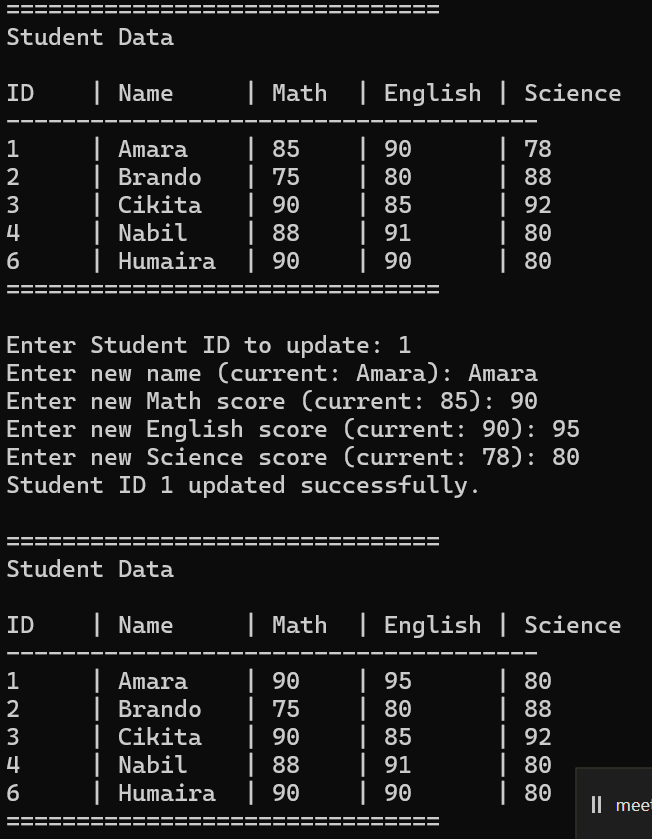 ===============================
Student Data
ID | Name | Math | English | Science
--------------------------------------
1 | Amara | 85 | 90 | 78
2 | Brando | 75 | 80 | 88
3 | Cikita | 90 | 85 | 92
4 | Nabil | 88 | 91 | 80
6 | Humaira | 90 | 90 | 80
===============================
Enter Student ID to update: 1
Enter new name (current: Amara): Amara
Enter new Math score (current: 85): 90
Enter new English score (current: 90): 95
Enter new Science score (current: 78): 80
Student ID 1 updated successfully.
===============================
Student Data
ID | Name | Math | English | Science
--------------------------------------
1 | Amara | 90 | 95 | 80
2 | Brando | 75 | 80 | 88
3 | Cikita | 90 | 85 | 92
4 | Nabil | 88 | 91 | 80
6 | Humaira | 90 | 90 | 80
===============================